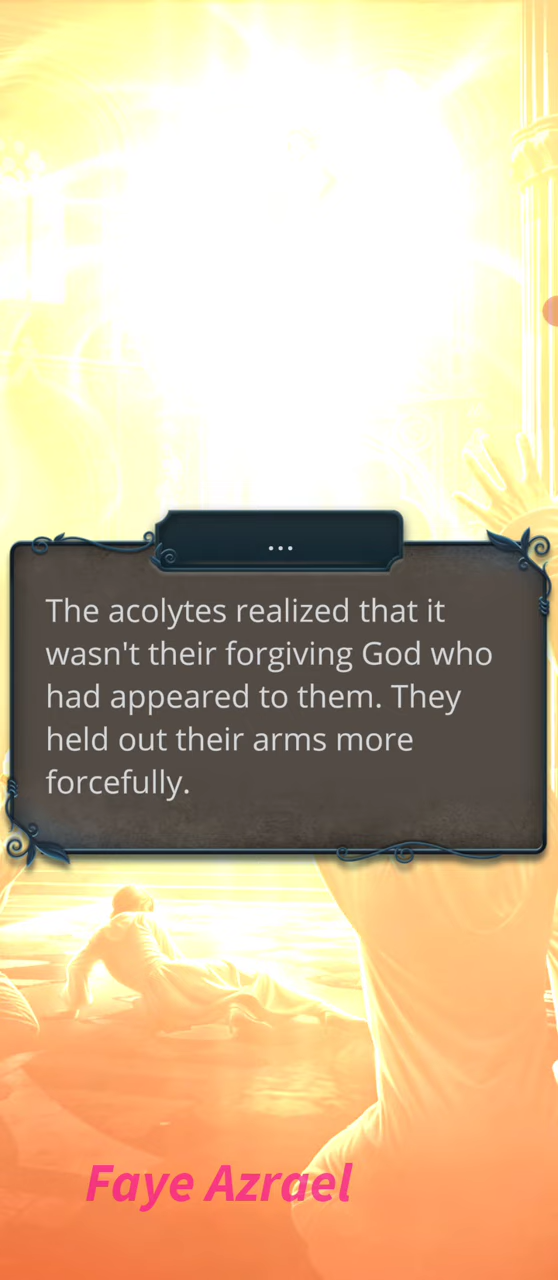 ...
The acolytes realized that it
wasn't their forgiving God who
had appeared to them. They
held out their arms more
forcefully.
Faye Azrael